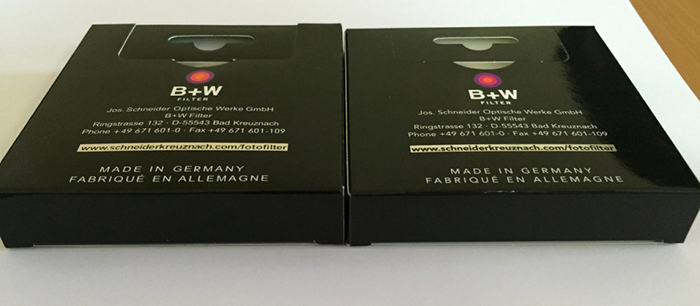 B+W
FILTER
Jos. Schneider Optische Werke GmbH
B+W Filter
Ringstrasse 132 · D-55543 Bad Kreuznach
Phone +49 671 601-0 · Fax +49 671 601-109
www.schneiderkreuznach.com/fotofilter
MADE IN GERMANY
FABRIQUÉ EN ALLEMAGNE
B+W
FILTER
Jos. Schneider Optische Werke GmbH
B+W Filter
Ringstrasse 132 · D-55543 Bad Kreuznach
Phone +49 671 601-0 · Fax +49 671 601-109
www.schneiderkreuznach.com/fotofilter
MADE IN GERMANY
FABRIQUÉ EN ALLEMAGNE